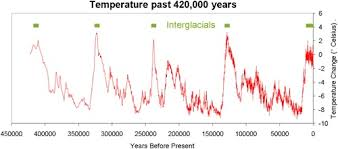 Temperature past 420,000 years
Interglacials
6
4
2
0
-2
-4
-6
-8
-10
Temperature Change (° Celsius).
450000 400000 350000 300000 250000 200000 150000 100000 50000 0
Years Before Present